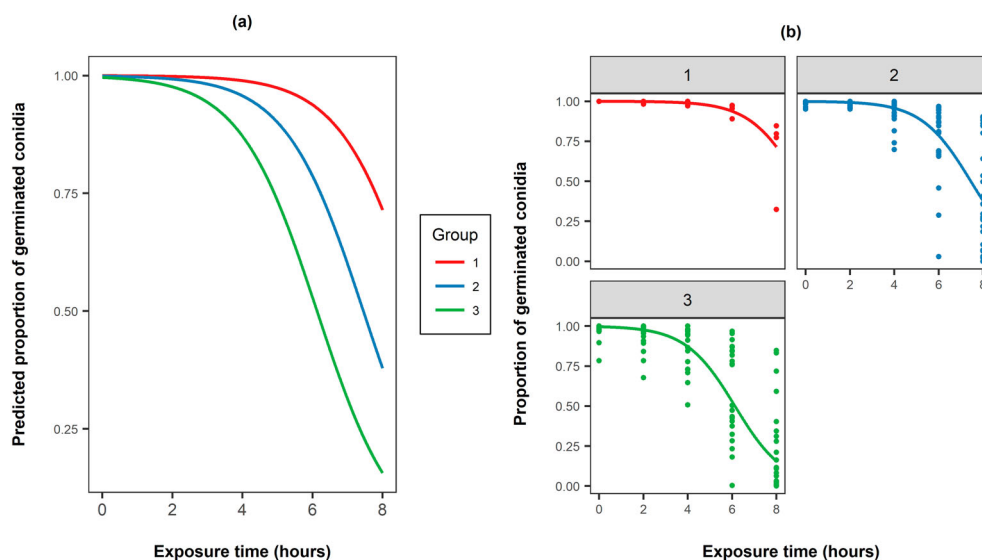 (a)
Predicted proportion of germinated conidia
1.00
0.75
0.50
0.25
0 2 4 6 8
Exposure time (hours)
Group
1
2
3
(b)
Proportion of germinated conidia
1
1.00
0.75
0.50
0.25
0.00
2
0 2 4 6 8
3
1.00
0.75
0.50
0.25
0.00
0 2 4 6 8
Exposure time (hours)